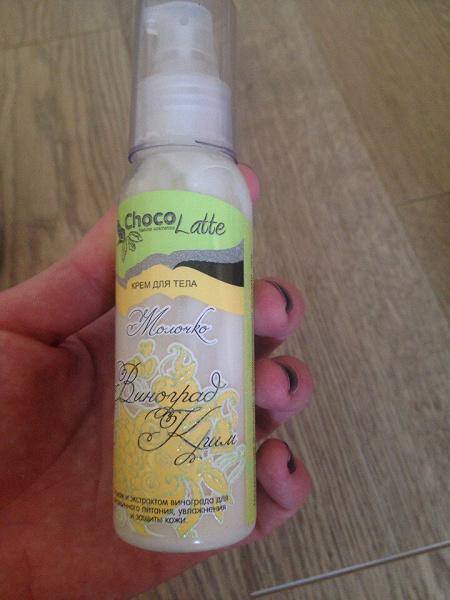 Choco Latte
natural cosmetics
КРЕМ ДЛЯ ТЕЛА
Молочко
Виноград
Крим
и экстрактом винограда для
питания, увлажнения
и защиты кожи